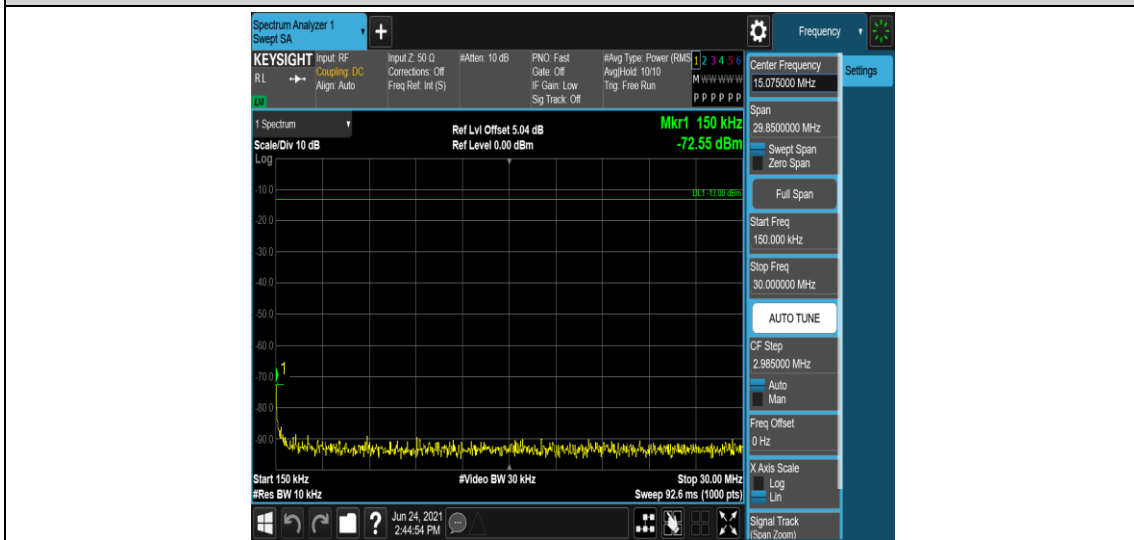 Spectrum Analyzer 1
Swept SA
+
Frequency
KEYSIGHT
RL
Input: RF
Coupling: DC
Align: Auto
Input Z: 50 Ω
Corrections: Off
Freq Ref: Int (S)
#Atten: 10 dB
PNO: Fast
Gate: Off
IF Gain: Low
Sig Track: Off
#Avg Type: Power (RMS
Avg|Hold: 10/10
Trig: Free Run
1 2 3 4 5 6
M W W W W W
P P P P P P
1 Spectrum
Scale/Div 10 dB
Ref Lvl Offset 5.04 dB
Ref Level 0.00 dBm
Mkr1 150 kHz
-72.55 dBm
Log
DL1 -13.00 dBm
-10.0
-20.0
-30.0
-40.0
-50.0
-60.0
1
-70.0
-80.0
-90.0
Start 150 kHz
#Video BW 30 kHz
Stop 30.00 MHz
#Res BW 10 kHz
Sweep 92.6 ms (1000 pts)
?
Jun 24, 2021
2:44:54 PM
Center Frequency
15.075000 MHz
Settings
Span
29.8500000 MHz
Swept Span
Zero Span
Full Span
Start Freq
150.000 kHz
Stop Freq
30.000000 MHz
AUTO TUNE
CF Step
2.985000 MHz
Auto
Man
Freq Offset
0 Hz
X Axis Scale
Log
Lin
Signal Track
(Span Zoom)